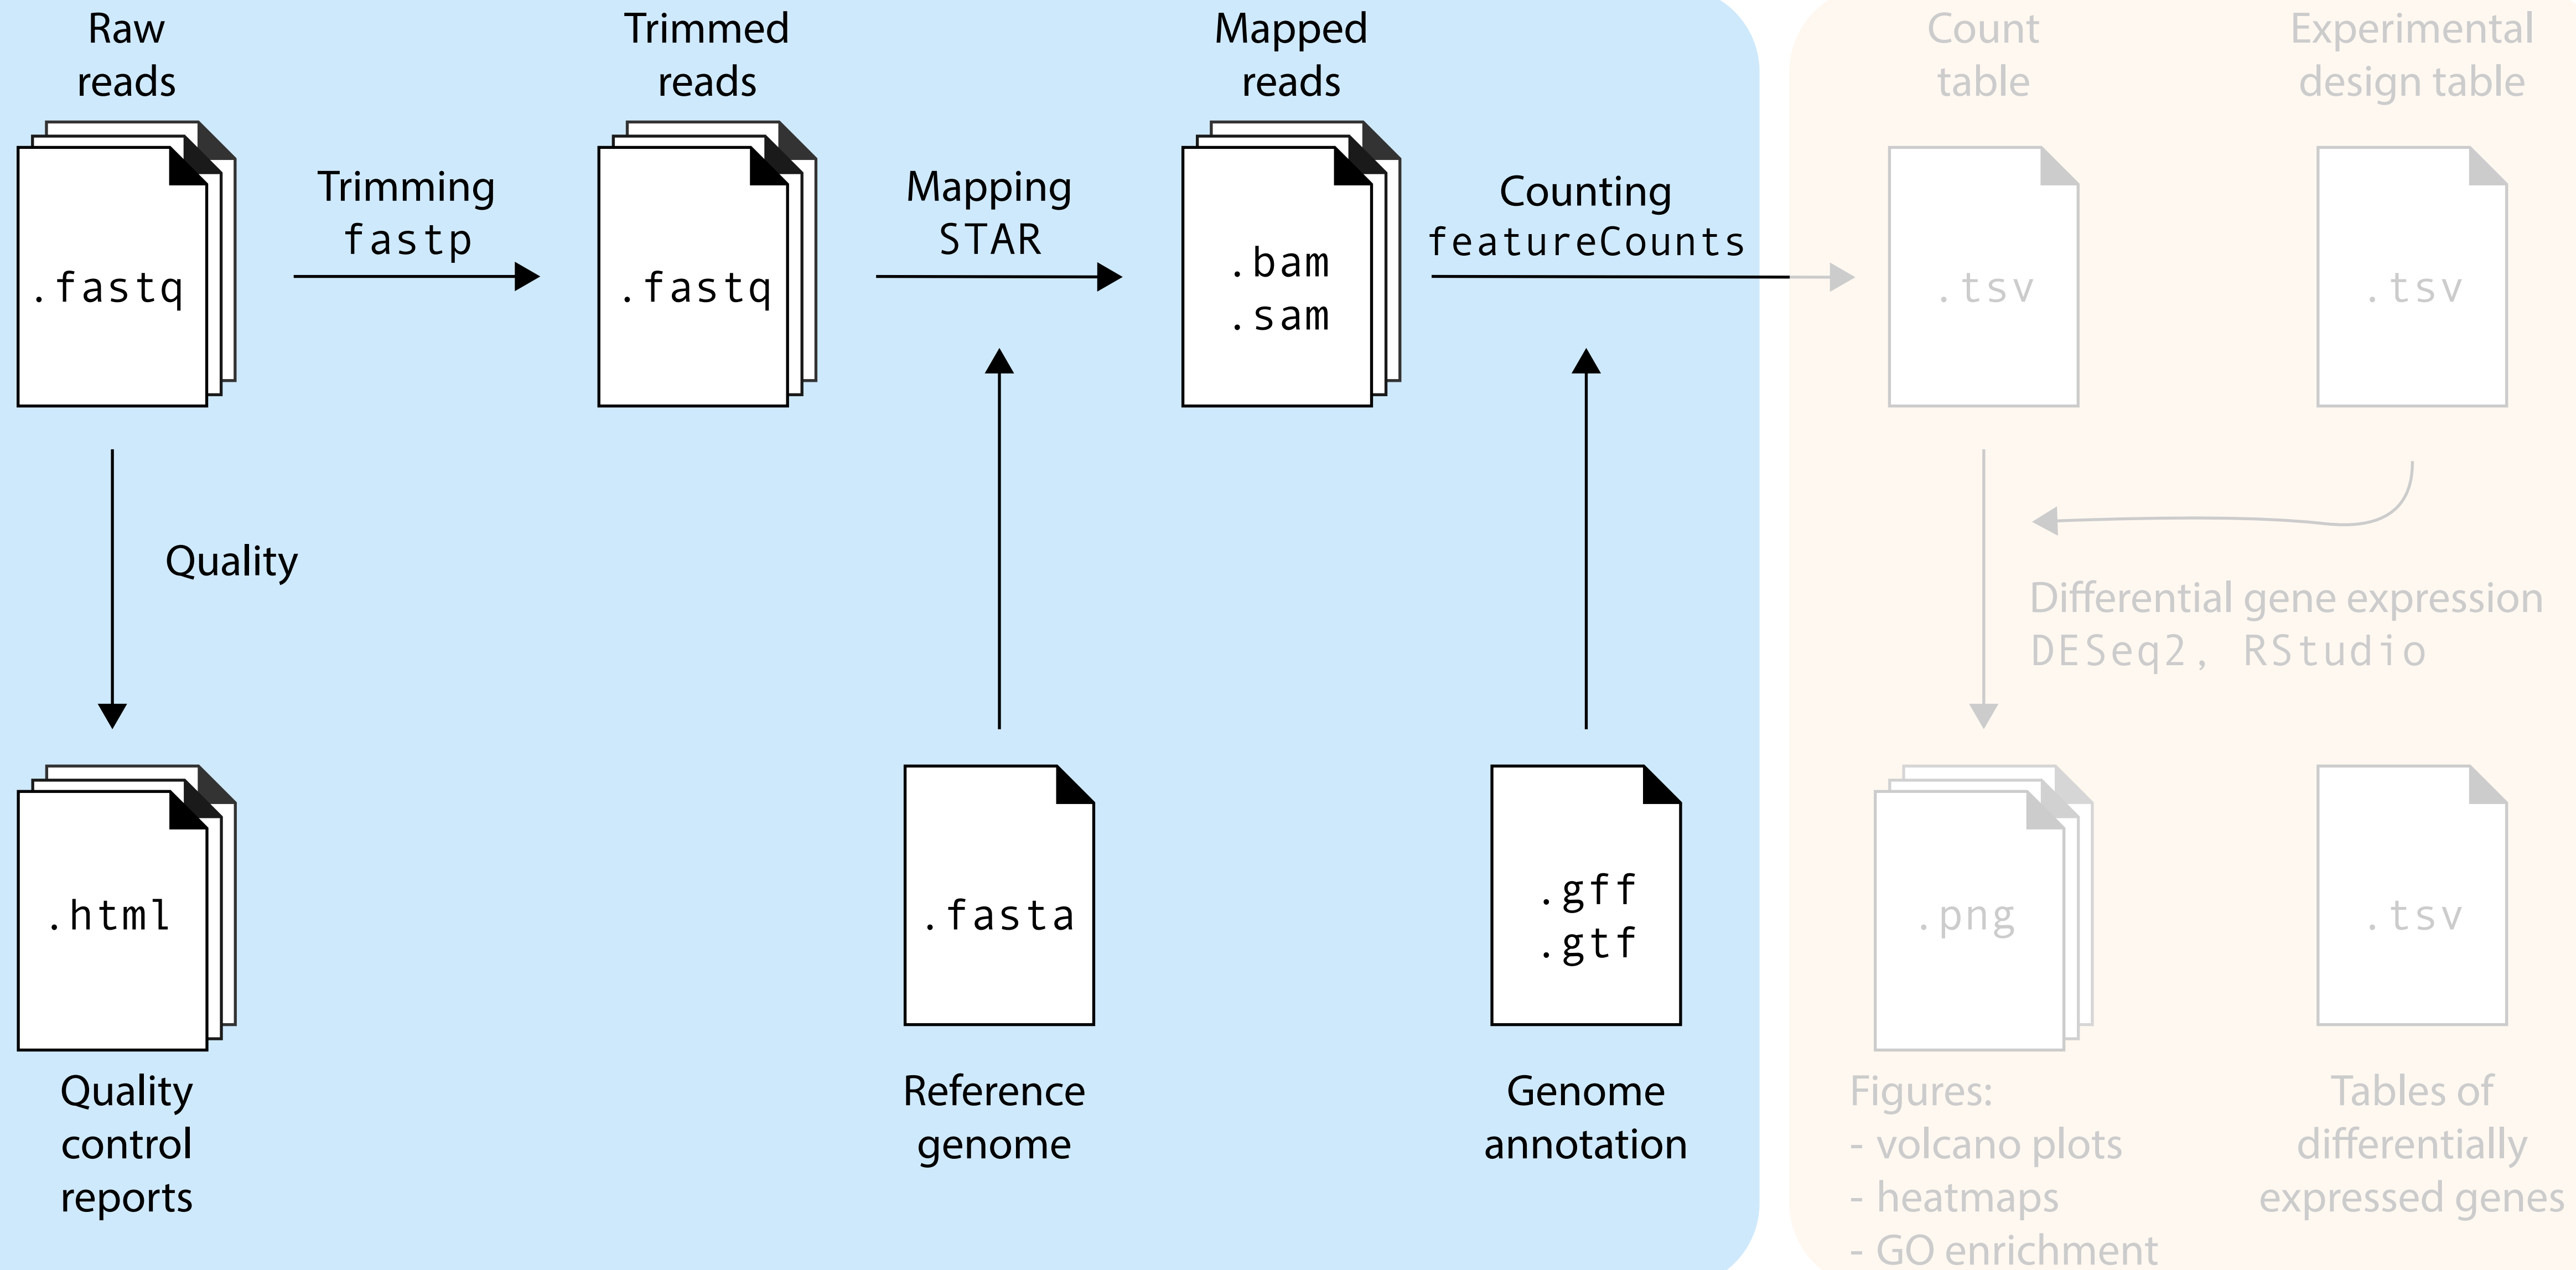 Raw
reads
Trimmed
reads
Mapped
reads
Count
table
Experimental
design table
.fastq
Trimming
fastp
.fastq
Mapping
STAR
.bam
.sam
Counting
featureCounts
.tsv
.tsv
Quality
Differential gene expression
DESeq2, RStudio
.html
.fasta
.gff
.gtf
.png
.tsv
Quality
control
reports
Reference
genome
Genome
annotation
Figures:
- volcano plots
- heatmaps
- GO enrichment
Tables of
differentially
expressed genes